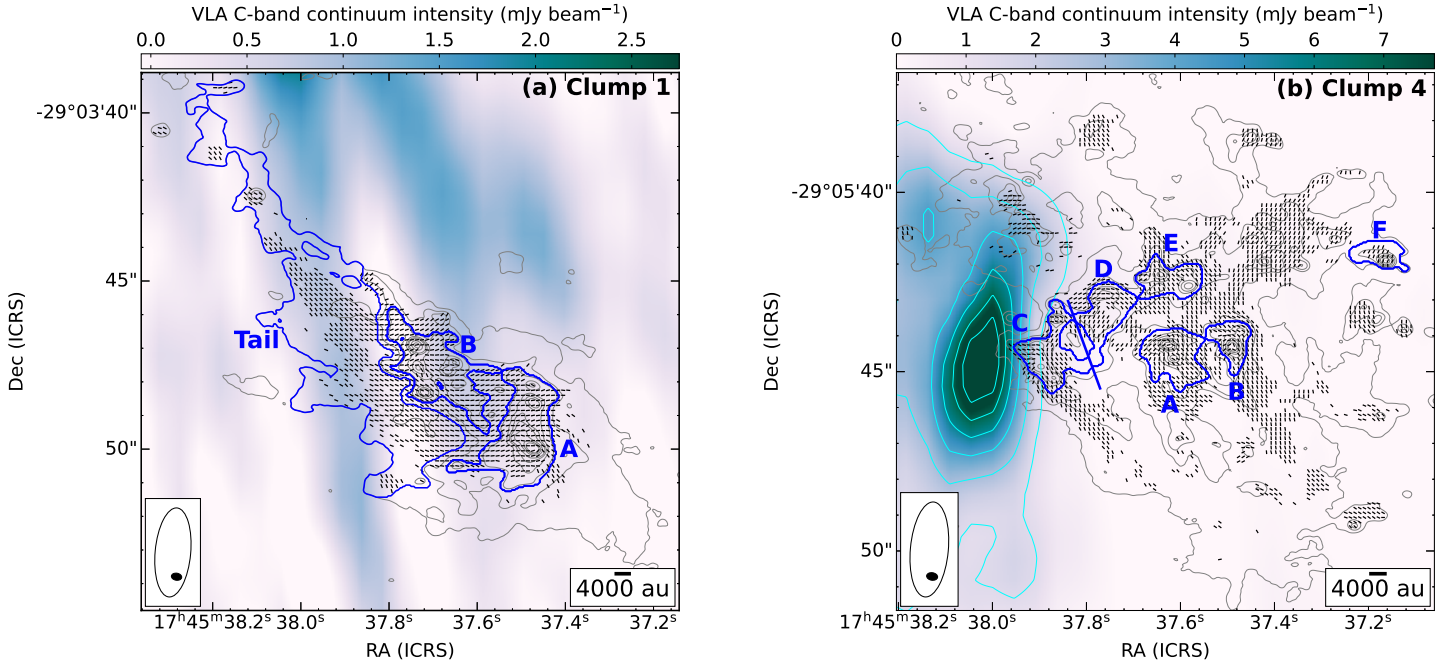 VLA C-band continuum intensity (mJy beam⁻¹)
0.0 0.5 1.0 1.5 2.0 2.5
(a) Clump 1
-29°03'40"
45"
50"
Dec (ICRS)
Tail
B
A
4000 au
17ʰ45ᵐ38.2ˢ 38.0ˢ 37.8ˢ 37.6ˢ 37.4ˢ 37.2ˢ
RA (ICRS)
VLA C-band continuum intensity (mJy beam⁻¹)
0 1 2 3 4 5 6 7
(b) Clump 4
-29°05'40"
45"
50"
Dec (ICRS)
F
E
D
C
B
A
4000 au
17ʰ45ᵐ38.2ˢ 38.0ˢ 37.8ˢ 37.6ˢ 37.4ˢ 37.2ˢ
RA (ICRS)